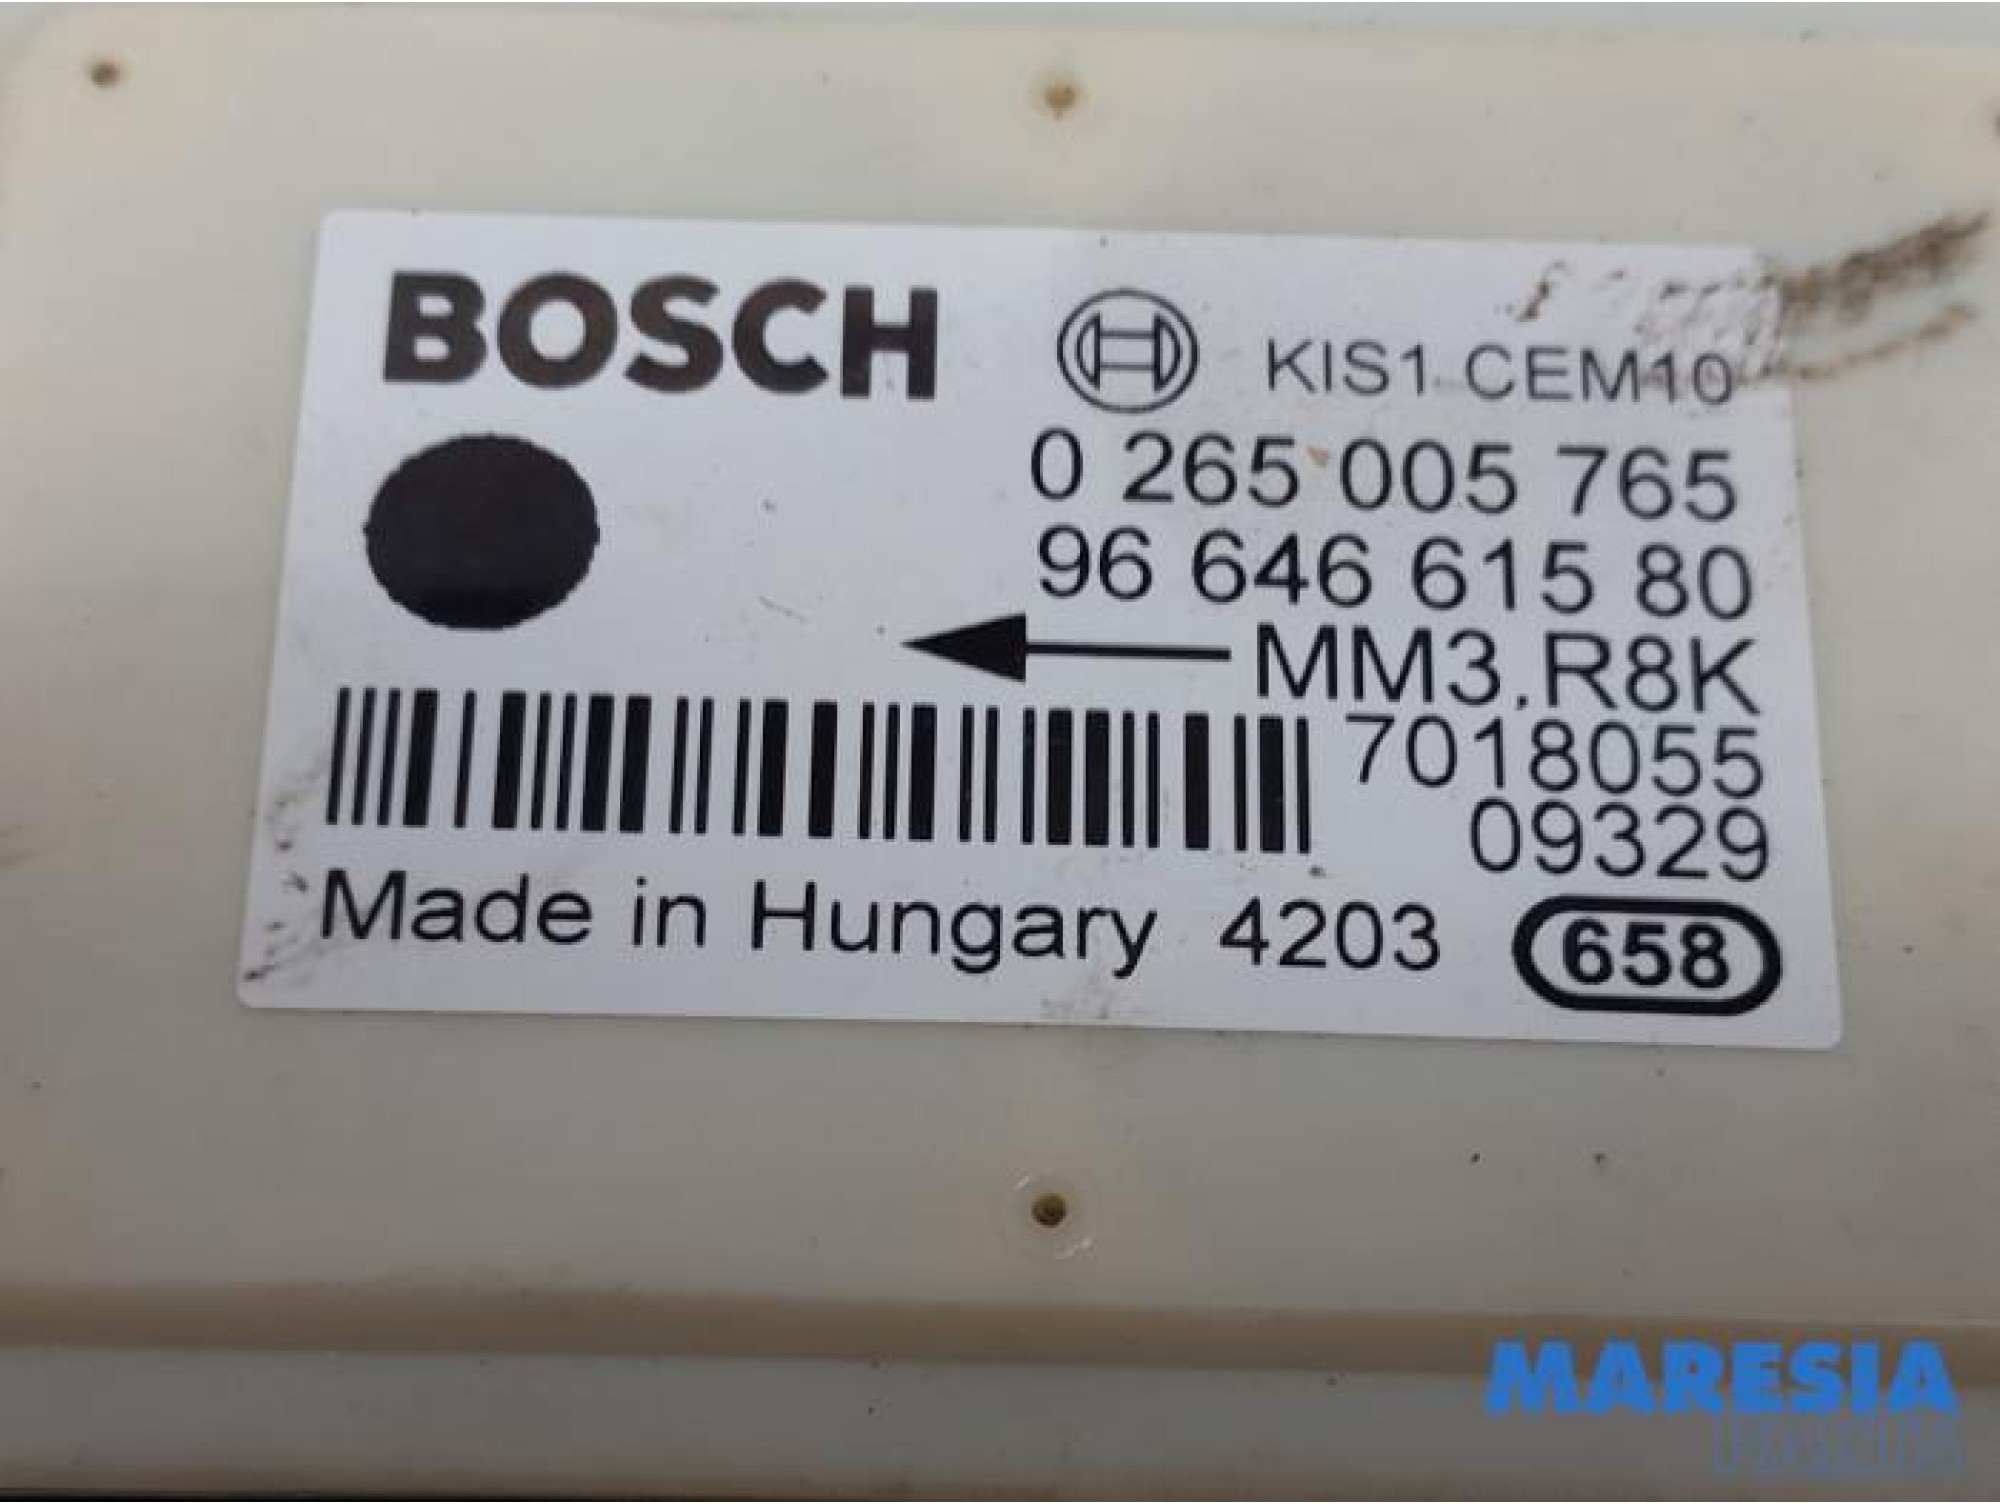 BOSCH
KIS1 CEM10
0 265 005 765
96 646 615 80
MM3.R8K
7018055
09329
Made in Hungary 4203 658
MARESIA